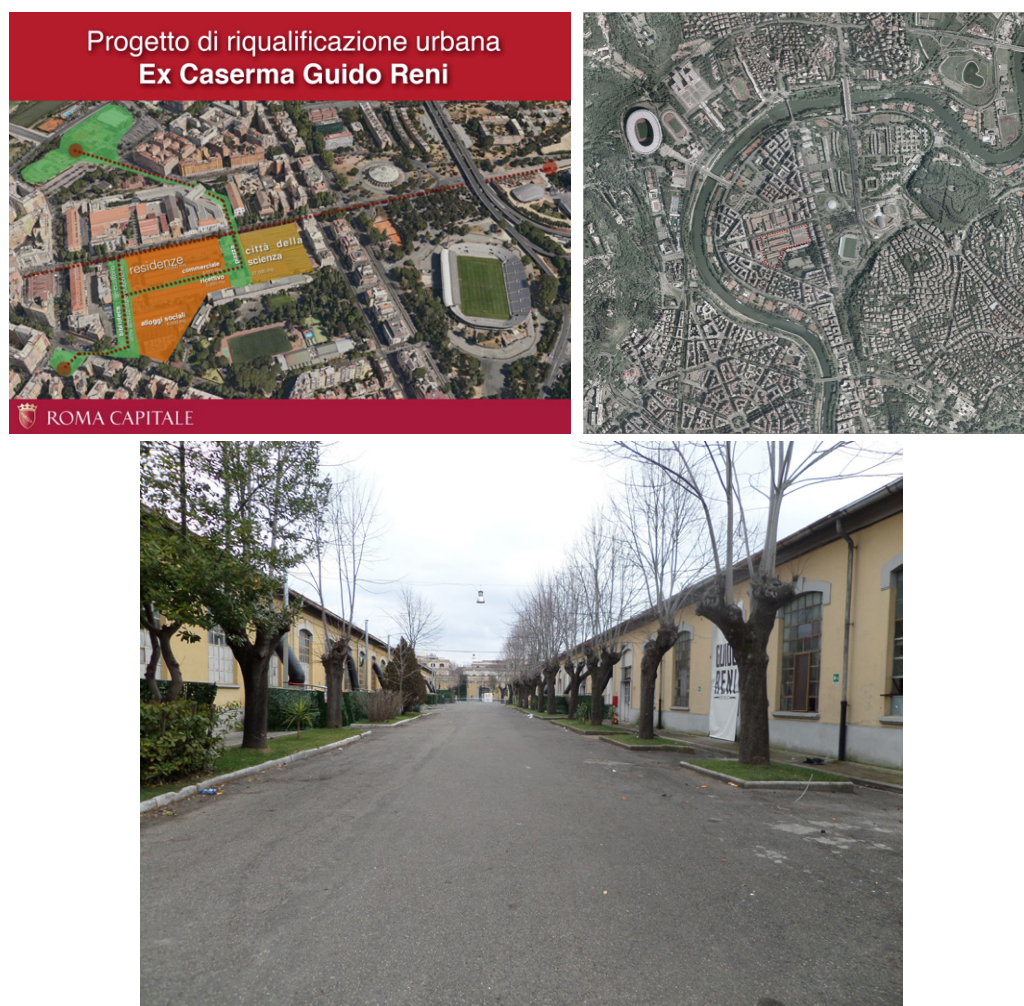 Progetto di riqualificazione urbana
Ex Caserma Guido Reni
residenze
commerciale
ricettivo
città della
scienza
alloggi sociali
ROMA CAPITALE
GUIDO
RENI